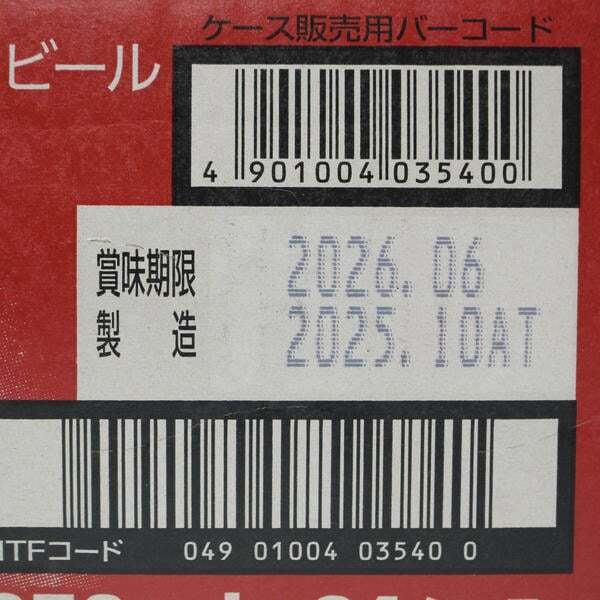 ケース販売用バーコード
ビール
4 901004 035400
賞味期限 2026.06
製造 2025.10AT
ITFコード 049 01004 03540 0